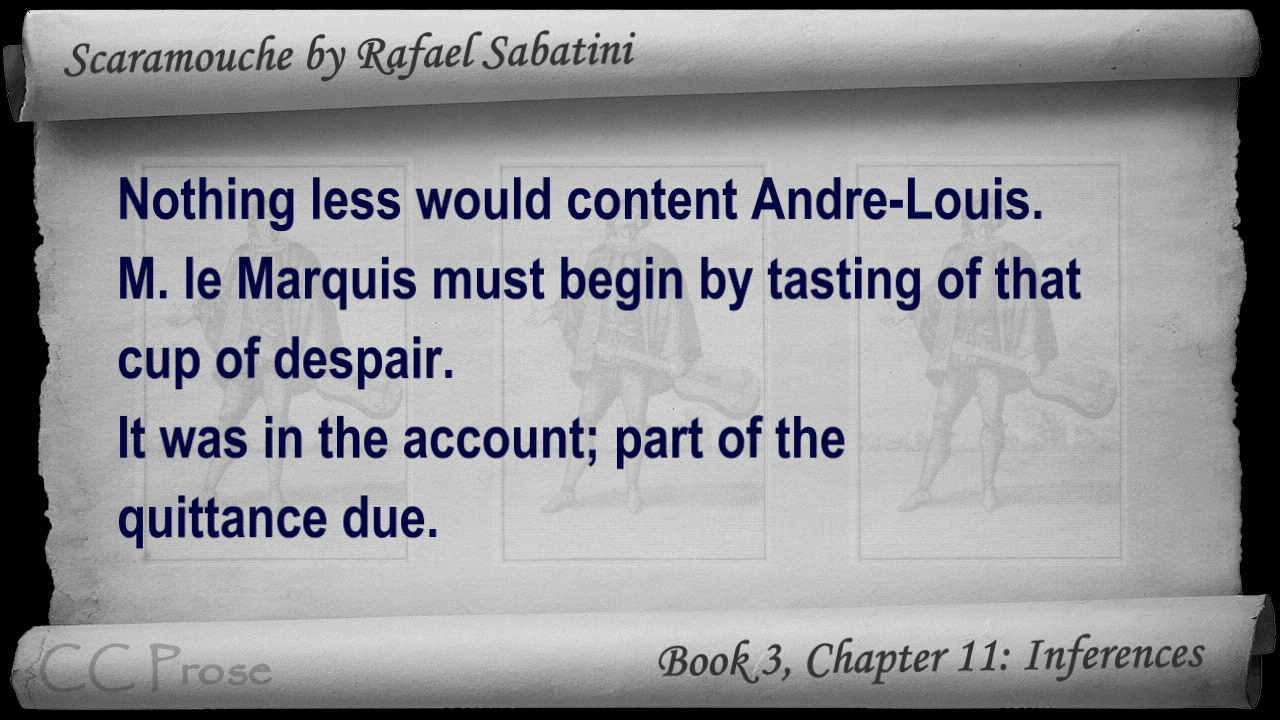 Scaramouche by Rafael Sabatini
Nothing less would content Andre-Louis.
M. le Marquis must begin by tasting of that
cup of despair.
It was in the account; part of the
quittance due.
CC Prose
Book 3, Chapter 11: Inferences